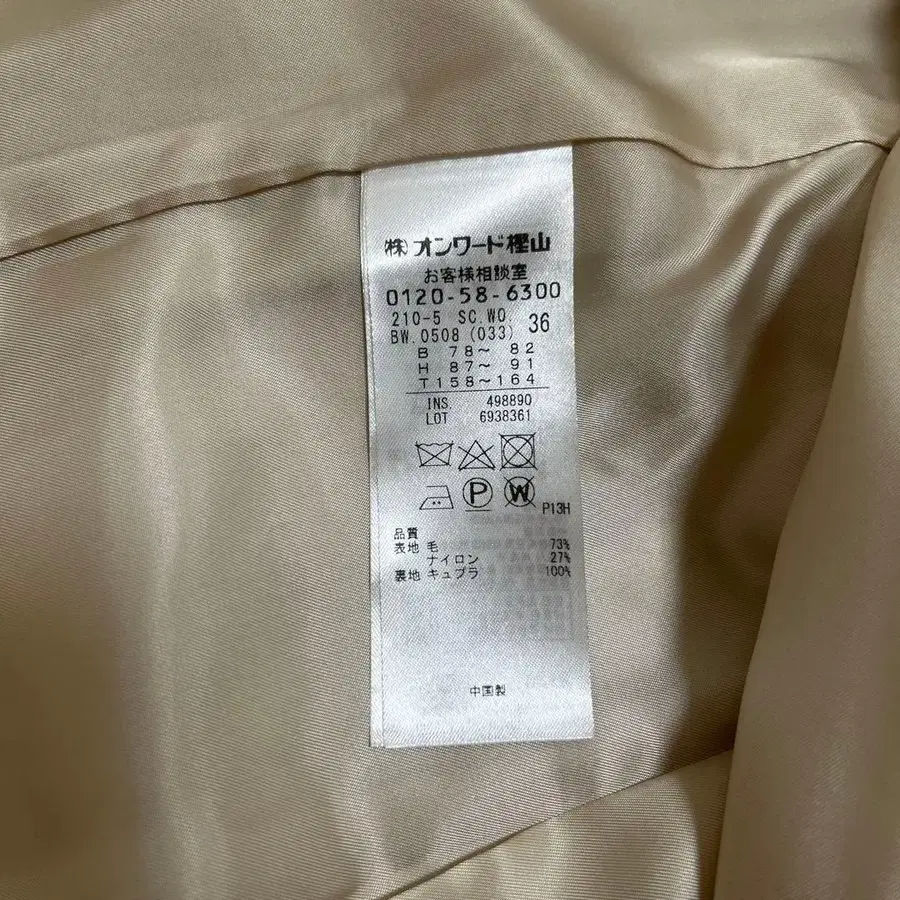 ㈱オンワード樫山
お客様相談室
0120-58-6300
210-5 SC.WO.
BW.0508 (033) 36
B 78～ 82
H 87～ 91
T 158～164
INS. 498890
LOT 6938361
P W
P13H
品質
表地 毛 73%
ナイロン 27%
裏地 キュプラ 100%
中国製